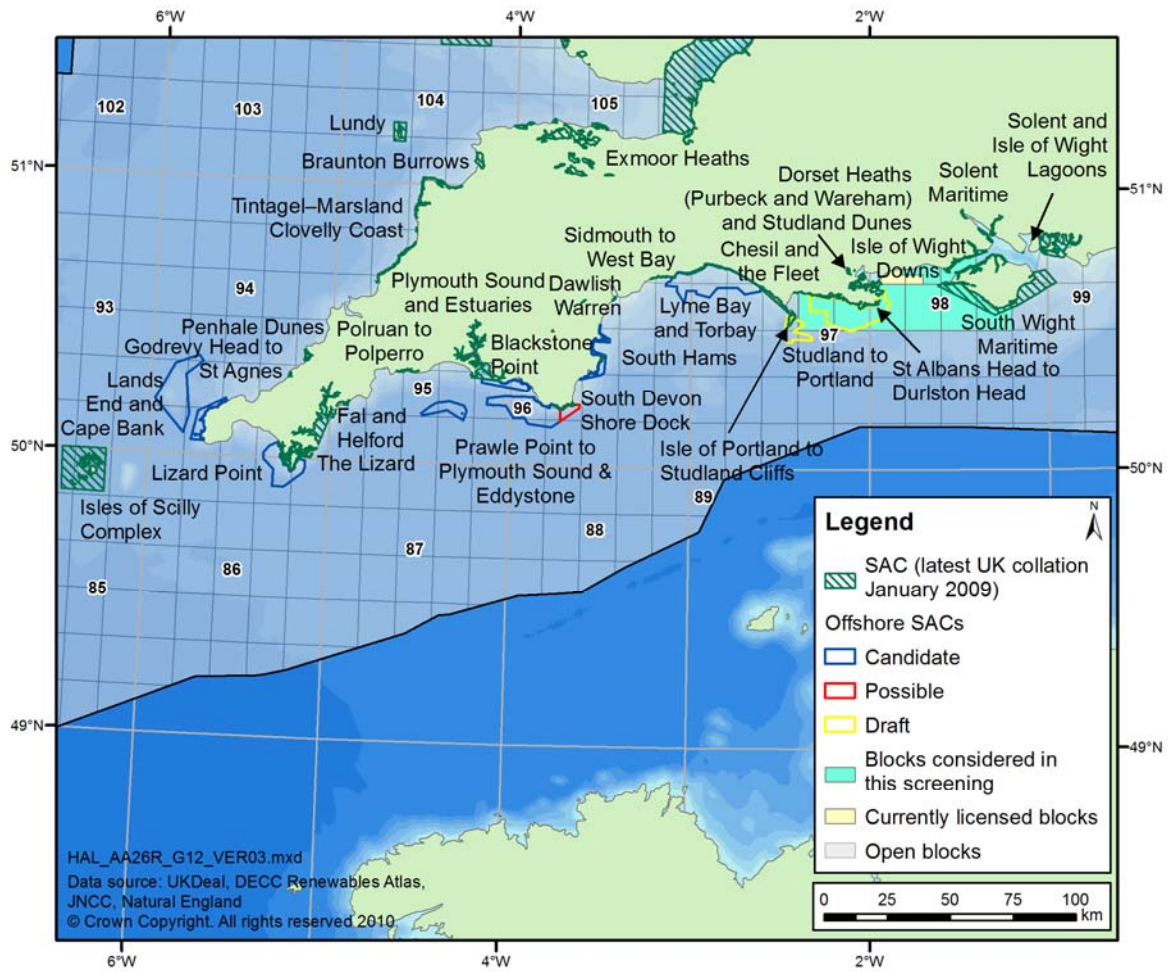 6°W
4°W
2°W
102
103
104
105
Lundy
Braunton Burrows
Exmoor Heaths
Solent and
Isle of Wight
Lagoons
51°N
51°N
Dorset Heaths
(Purbeck and Wareham)
and Studland Dunes
Solent
Maritime
Tintagel–Marsland
Clovelly Coast
Sidmouth to
West Bay
Chesil and
the Fleet
Isle of Wight
Downs
Plymouth Sound
and Estuaries
Dawlish
Warren
93
94
98
99
Penhale Dunes
Godrevy Head to
St Agnes
Polruan to
Polperro
Blackstone
Point
Lyme Bay
and Torbay
97
South Wight
Maritime
South Hams
Studland to
Portland
St Albans Head to
Durlston Head
Lands
End and
Cape Bank
95
96
South Devon
Shore Dock
Fal and
Helford
The Lizard
50°N
50°N
Lizard Point
Prawle Point to
Plymouth Sound &
Eddystone
Isle of Portland to
Studland Cliffs
Isles of Scilly
Complex
89
88
87
86
85
49°N
49°N
Legend
N
SAC (latest UK collation
January 2009)
Offshore SACs
Candidate
Possible
Draft
Blocks considered in
this screening
Currently licensed blocks
Open blocks
0 25 50 75 100
km
HAL_AA26R_G12_VER03.mxd
Data source: UKDeal, DECC Renewables Atlas,
JNCC, Natural England
© Crown Copyright. All rights reserved 2010
6°W
4°W
2°W